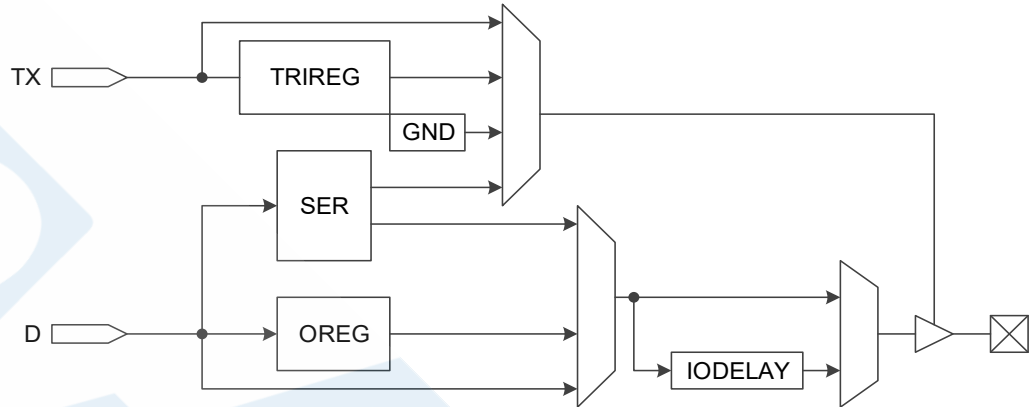 TX
TRIREG
GND
SER
D
OREG
IODELAY